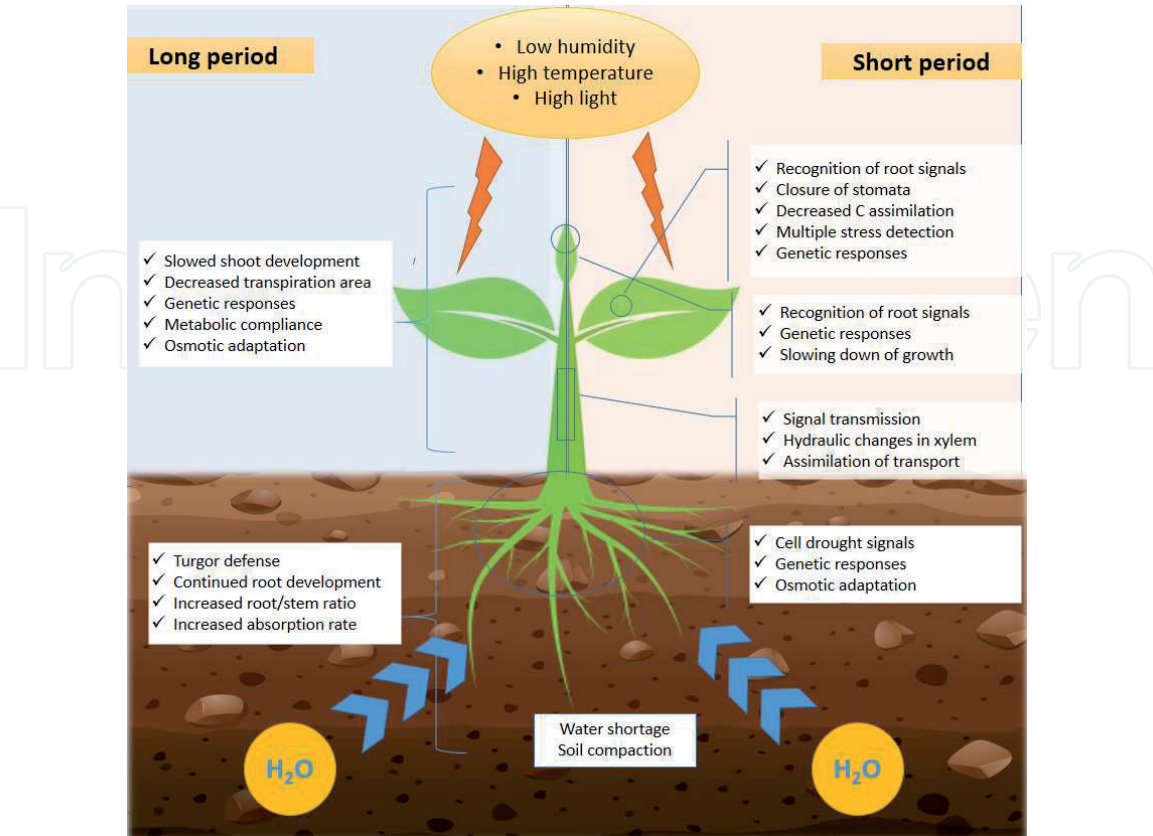 Long period
• Low humidity
• High temperature
• High light
Short period
✓ Recognition of root signals
✓ Closure of stomata
✓ Decreased C assimilation
✓ Multiple stress detection
✓ Genetic responses
✓ Slowed shoot development
✓ Decreased transpiration area
✓ Genetic responses
✓ Metabolic compliance
✓ Osmotic adaptation
✓ Recognition of root signals
✓ Genetic responses
✓ Slowing down of growth
✓ Signal transmission
✓ Hydraulic changes in xylem
✓ Assimilation of transport
✓ Turgor defense
✓ Continued root development
✓ Increased root/stem ratio
✓ Increased absorption rate
✓ Cell drought signals
✓ Genetic responses
✓ Osmotic adaptation
Water shortage
Soil compaction
H₂O
H₂O